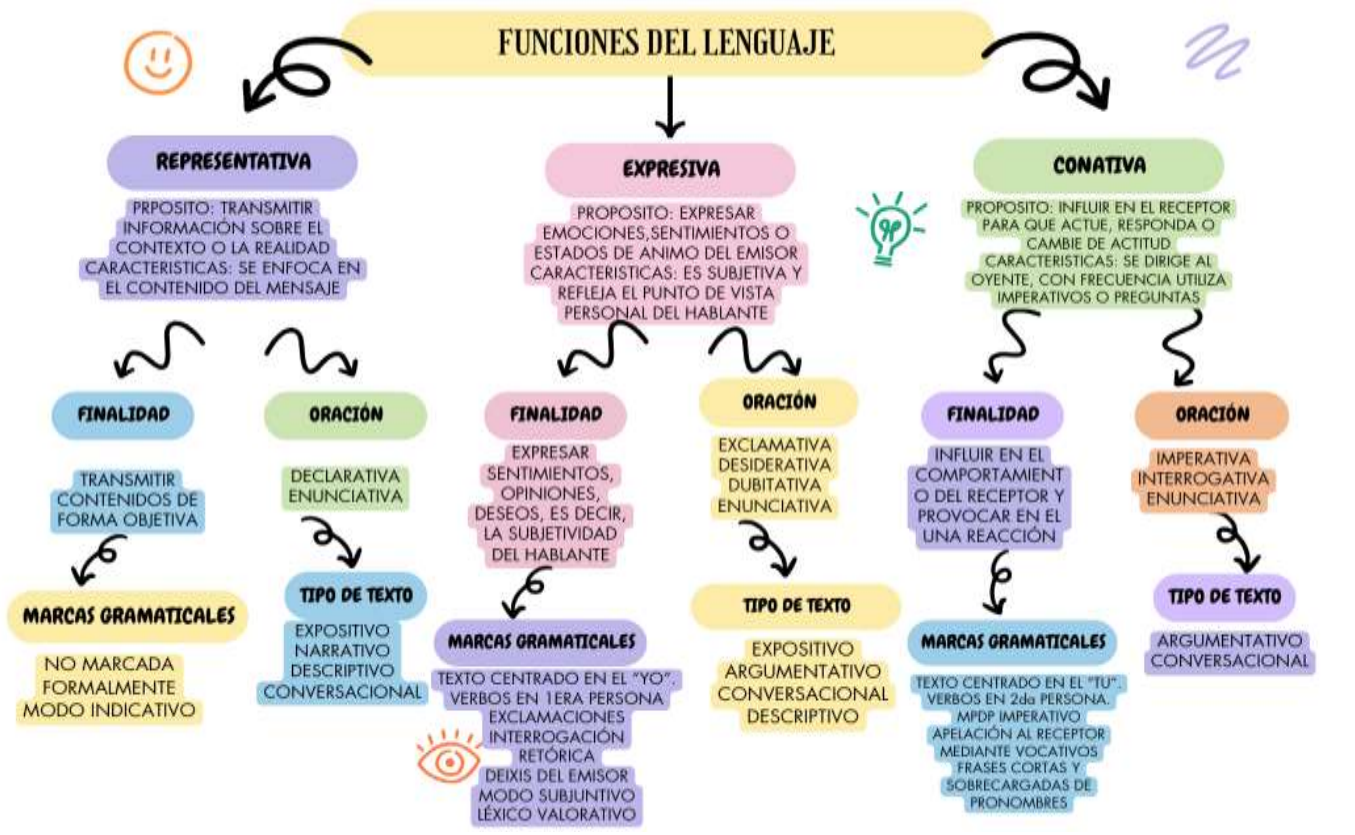 FUNCIONES DEL LENGUAJE
REPRESENTATIVA
PRPOSITO: TRANSMITIR
INFORMACIÓN SOBRE EL
CONTEXTO O LA REALIDAD
CARACTERISTICAS: SE ENFOCA EN
EL CONTENIDO DEL MENSAJE
FINALIDAD
TRANSMITIR
CONTENIDOS DE
FORMA OBJETIVA
MARCAS GRAMATICALES
NO MARCADA
FORMALMENTE
MODO INDICATIVO
ORACIÓN
DECLARATIVA
ENUNCIATIVA
TIPO DE TEXTO
EXPOSITIVO
NARRATIVO
DESCRIPTIVO
CONVERSACIONAL
EXPRESIVA
PROPOSITO: EXPRESAR
EMOCIONES,SENTIMIENTOS O
ESTADOS DE ANIMO DEL EMISOR
CARACTERISTICAS: ES SUBJETIVA Y
REFLEJA EL PUNTO DE VISTA
PERSONAL DEL HABLANTE
FINALIDAD
EXPRESAR
SENTIMIENTOS,
OPINIONES,
DESEOS, ES DECIR,
LA SUBJETIVIDAD
DEL HABLANTE
MARCAS GRAMATICALES
TEXTO CENTRADO EN EL "YO".
VERBOS EN 1ERA PERSONA
EXCLAMACIONES
INTERROGACIÓN
RETÓRICA
DEIXIS DEL EMISOR
MODO SUBJUNTIVO
LÉXICO VALORATIVO
ORACIÓN
EXCLAMATIVA
DESIDERATIVA
DUBITATIVA
ENUNCIATIVA
TIPO DE TEXTO
EXPOSITIVO
ARGUMENTATIVO
CONVERSACIONAL
DESCRIPTIVO
CONATIVA
PROPOSITO: INFLUIR EN EL RECEPTOR
PARA QUE ACTUE, RESPONDA O
CAMBIE DE ACTITUD
CARACTERISTICAS: SE DIRIGE AL
OYENTE, CON FRECUENCIA UTILIZA
IMPERATIVOS O PREGUNTAS
FINALIDAD
INFLUIR EN EL
COMPORTAMIENT
O DEL RECEPTOR Y
PROVOCAR EN EL
UNA REACCIÓN
MARCAS GRAMATICALES
TEXTO CENTRADO EN EL "TU".
VERBOS EN 2da PERSONA.
MPDP IMPERATIVO
APELACIÓN AL RECEPTOR
MEDIANTE VOCATIVOS
FRASES CORTAS Y
SOBRECARGADAS DE
PRONOMBRES
ORACIÓN
IMPERATIVA
INTERROGATIVA
ENUNCIATIVA
TIPO DE TEXTO
ARGUMENTATIVO
CONVERSACIONAL